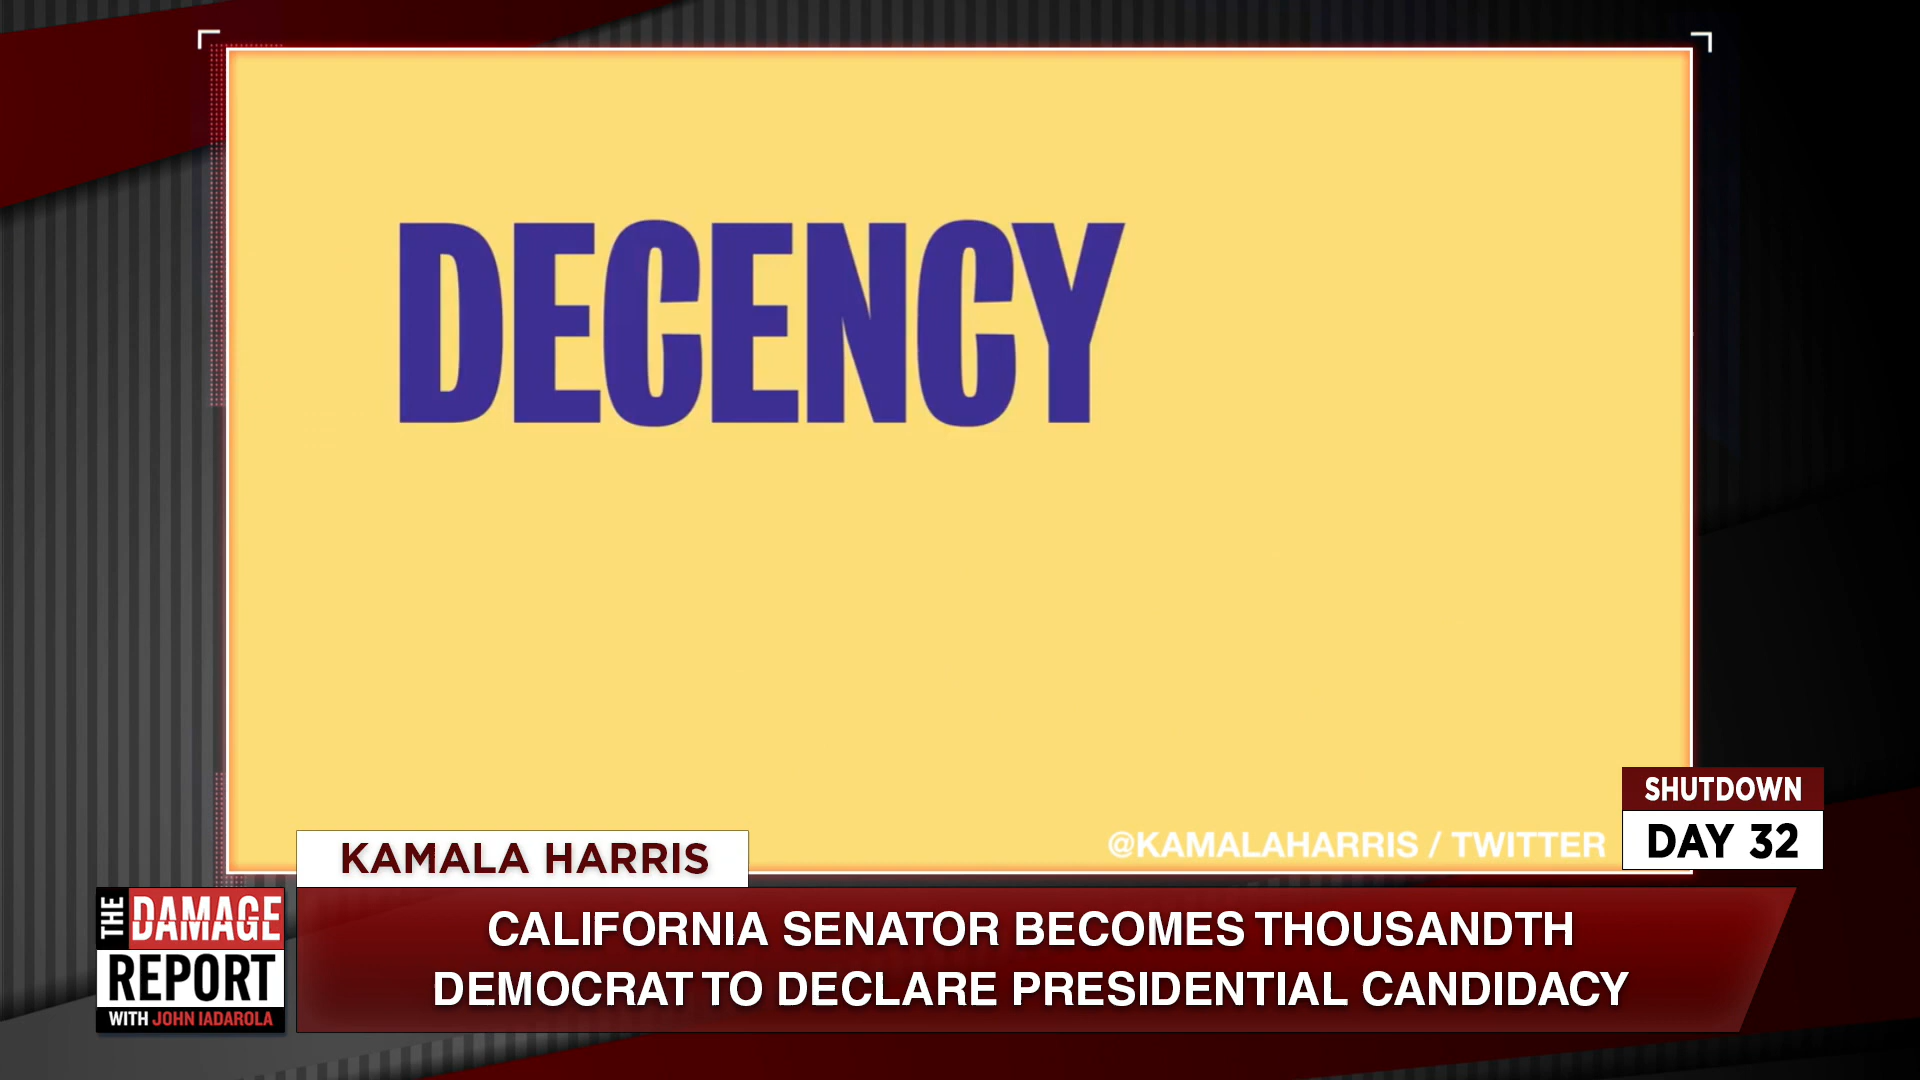 DECENCY
@KAMALAHARRIS / TWITTER
SHUTDOWN
DAY 32
KAMALA HARRIS
CALIFORNIA SENATOR BECOMES THOUSANDTH
DEMOCRAT TO DECLARE PRESIDENTIAL CANDIDACY
THE
DAMAGE
REPORT
WITH JOHN IADAROLA